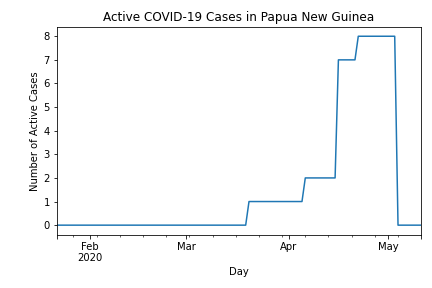 Active COVID-19 Cases in Papua New Guinea
Number of Active Cases
8
7
6
5
4
3
2
1
0
Feb Mar Apr May
2020
Day